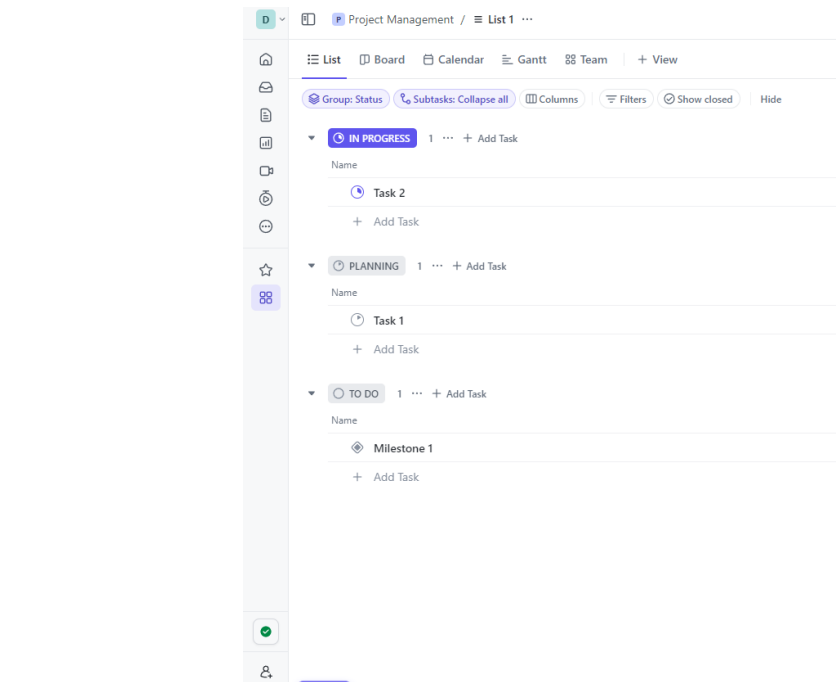 D
P Project Management / List 1 ...
List Board Calendar Gantt Team + View
Group: Status Subtasks: Collapse all Columns Filters Show closed Hide
IN PROGRESS 1 ... + Add Task
Name
Task 2
+ Add Task
PLANNING 1 ... + Add Task
Name
Task 1
+ Add Task
TO DO 1 ... + Add Task
Name
Milestone 1
+ Add Task